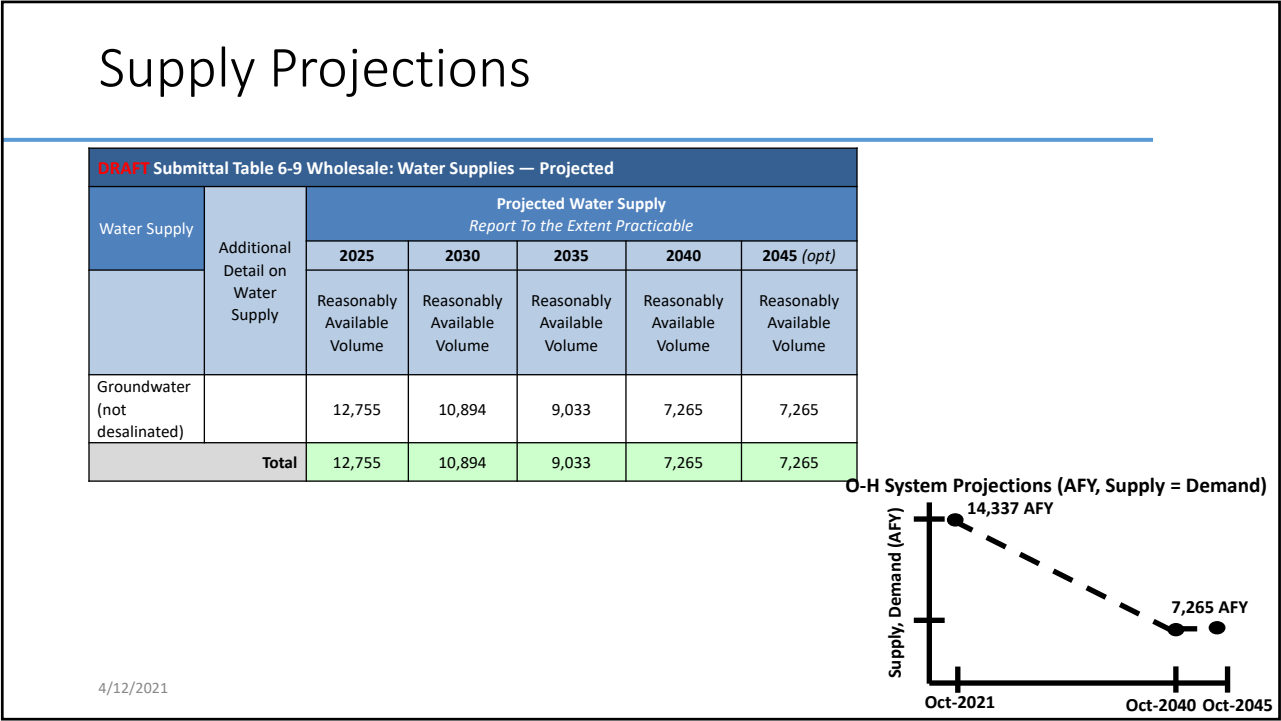 Supply Projections
DRAFT Submittal Table 6-9 Wholesale: Water Supplies — Projected
Water Supply
Additional
Detail on
Water
Supply
Projected Water Supply
Report To the Extent Practicable
2025 2030 2035 2040 2045 (opt)
Reasonably Reasonably Reasonably Reasonably Reasonably
Available Available Available Available Available
Volume Volume Volume Volume Volume
Groundwater
(not
desalinated)
12,755 10,894 9,033 7,265 7,265
Total 12,755 10,894 9,033 7,265 7,265
O-H System Projections (AFY, Supply = Demand)
Supply, Demand (AFY)
14,337 AFY
7,265 AFY
Oct-2021 Oct-2040 Oct-2045
4/12/2021